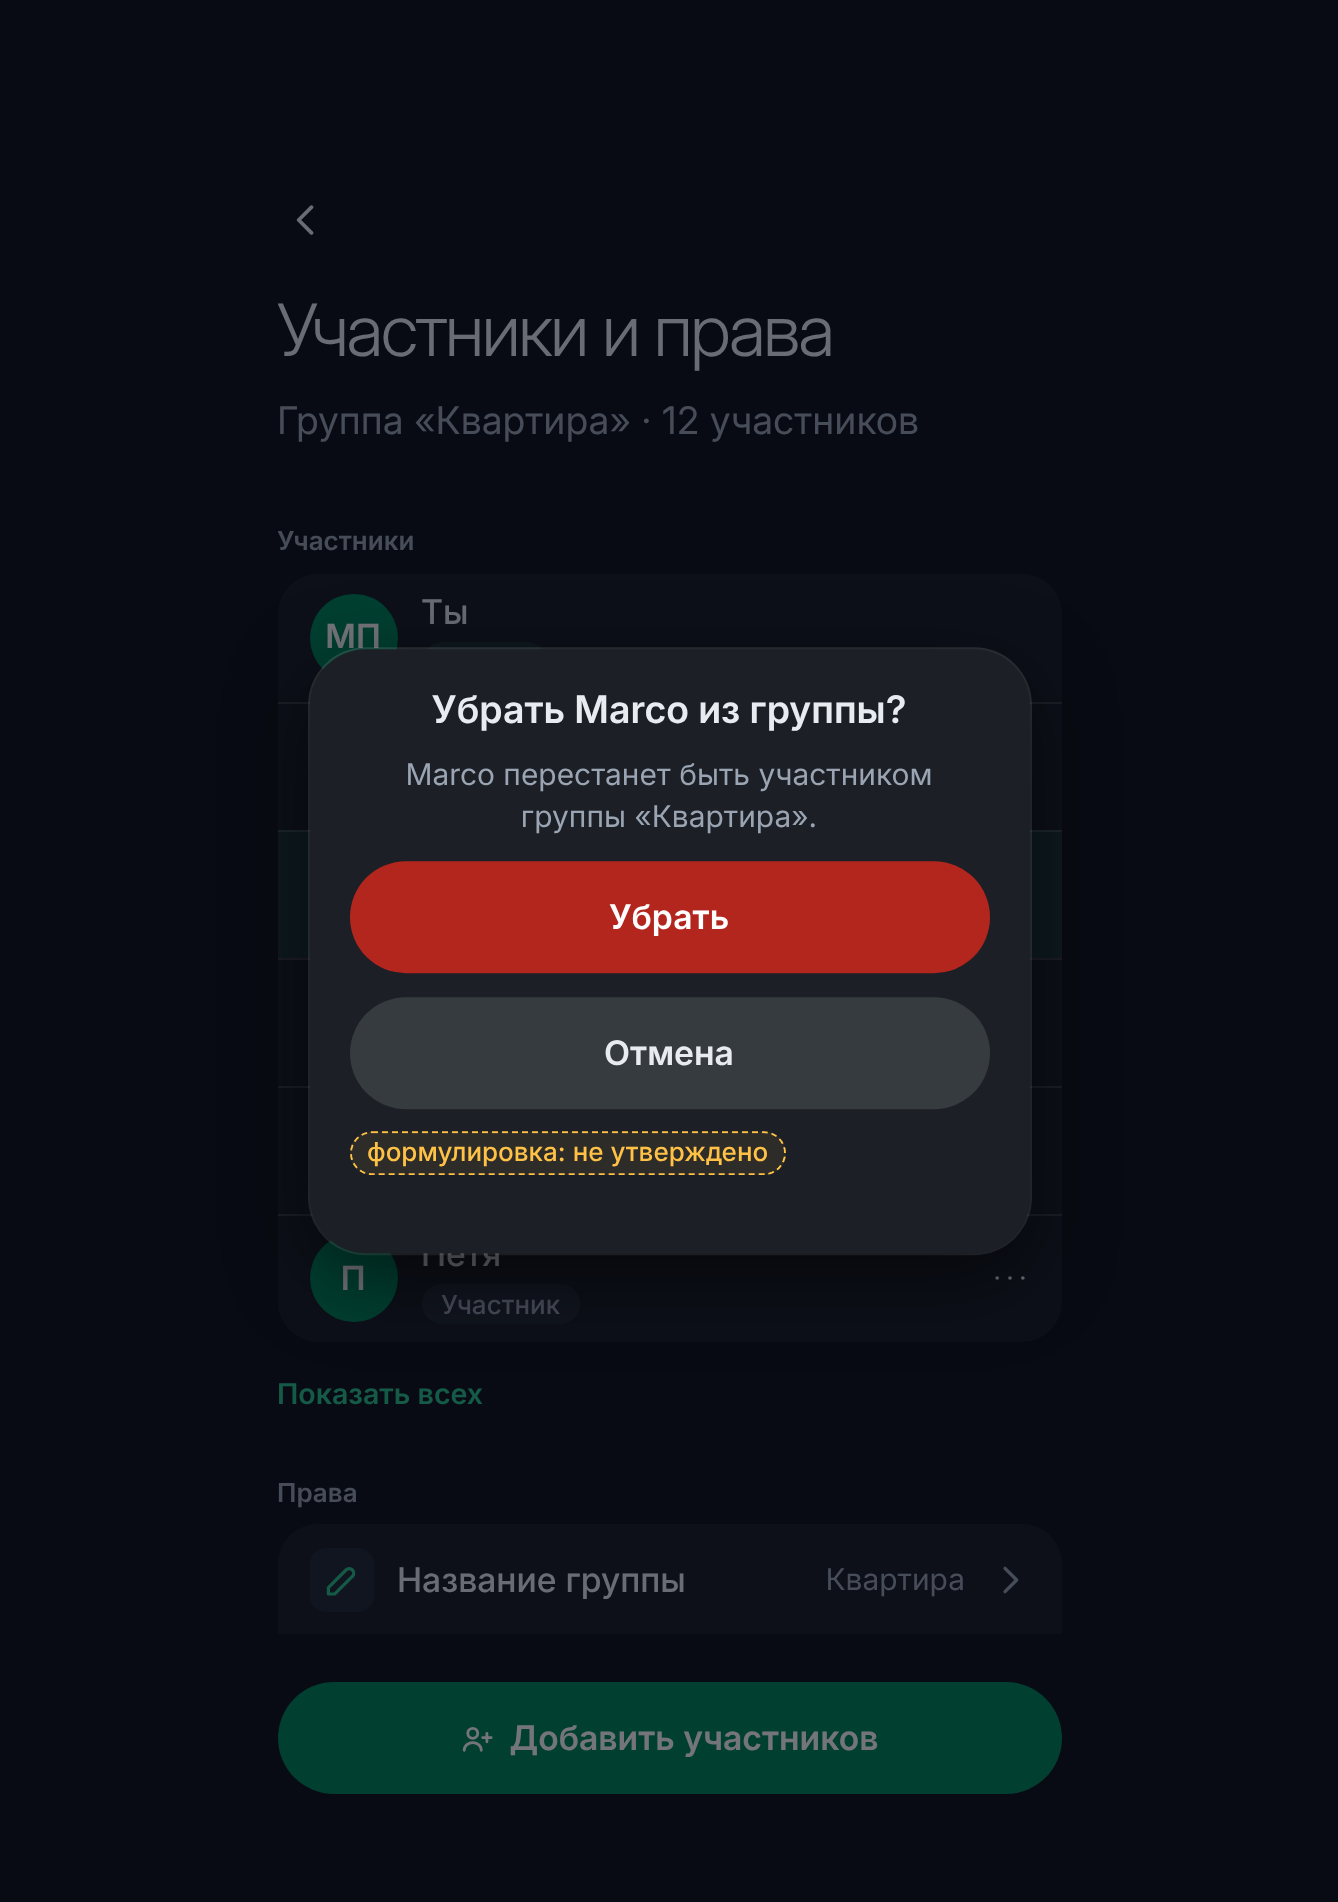 Участники и права
Группа «Квартира» · 12 участников
Участники
МП
Ты
Убрать Marco из группы?
Marco перестанет быть участником
группы «Квартира».
Убрать
Отмена
формулировка: не утверждено
П
Петя
...
Участник
Показать всех
Права
Название группы
Квартира
Добавить участников